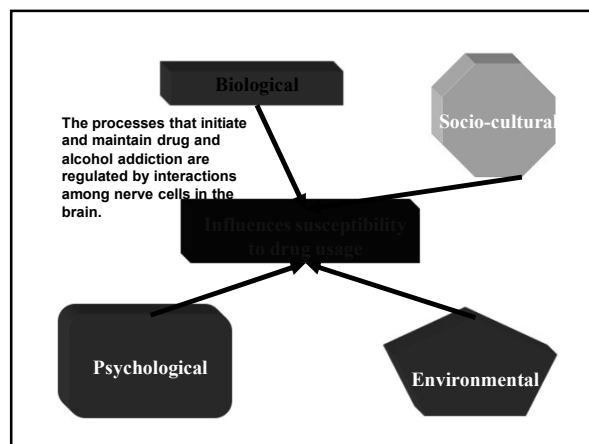 Biological
Socio-cultural
The processes that initiate
and maintain drug and
alcohol addiction are
regulated by interactions
among nerve cells in the
brain.
Influences susceptibility
to drug usage
Psychological
Environmental